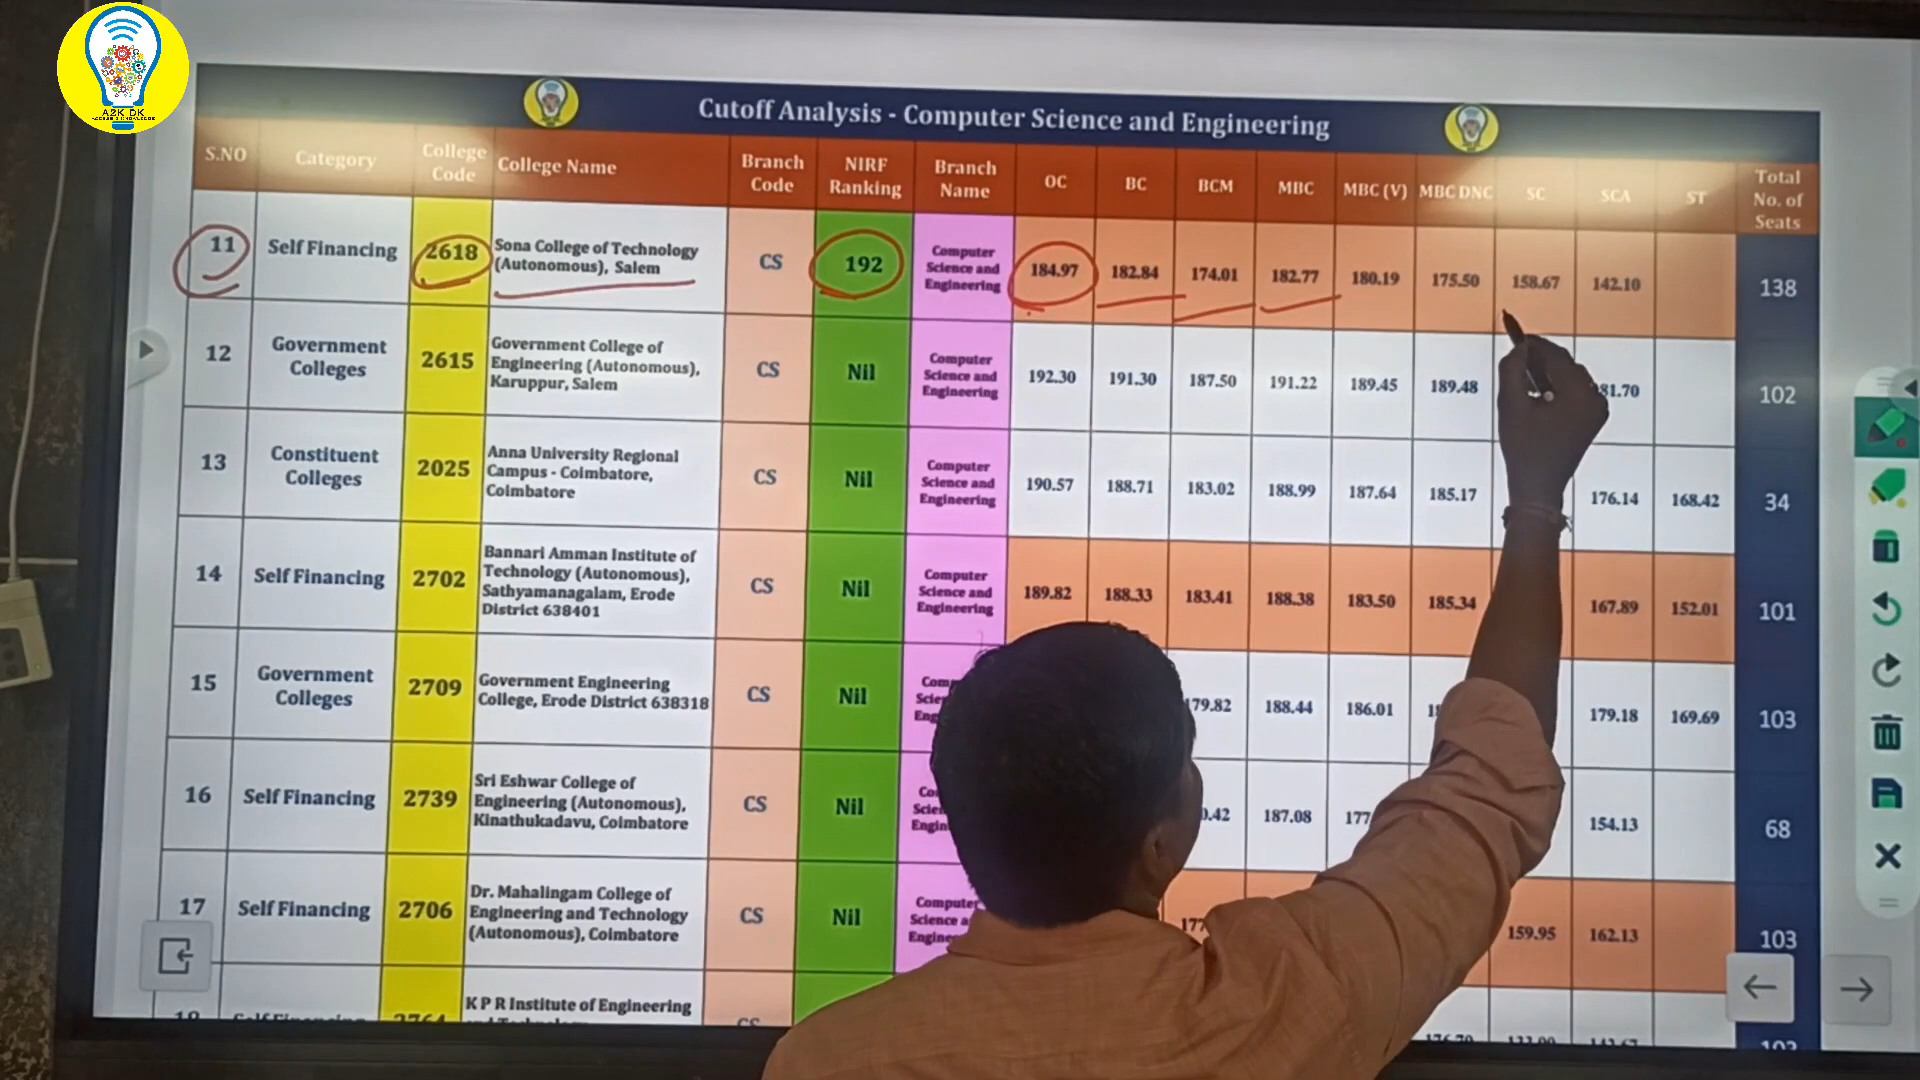 A2K DK
Cutoff Analysis - Computer Science and Engineering
S.NO Category College Code College Name Branch Code NIRF Ranking Branch Name OC BC BCM MBC MBC (V) MBC DNC SC SCA ST Total No. of Seats
11 Self Financing 2618 Sona College of Technology (Autonomous), Salem CS 192 Computer Science and Engineering 184.97 182.84 174.01 182.77 180.19 175.50 158.67 142.10 138
12 Government Colleges 2615 Government College of Engineering (Autonomous), Karuppur, Salem CS Nil Computer Science and Engineering 192.30 191.30 187.50 191.22 189.45 189.48 102
13 Constituent Colleges 2025 Anna University Regional Campus - Coimbatore, Coimbatore CS Nil Computer Science and Engineering 190.57 188.71 183.02 188.99 187.64 185.17 176.14 168.42 34
14 Self Financing 2702 Bannari Amman Institute of Technology (Autonomous), Sathyamanagalam, Erode District 638401 CS Nil Computer Science and Engineering 189.82 188.33 183.41 188.38 183.50 185.34 167.89 152.01 101
15 Government Colleges 2709 Government Engineering College, Erode District 638318 CS Nil 179.82 188.44 186.01 179.18 169.69 103
16 Self Financing 2739 Sri Eshwar College of Engineering (Autonomous), Kinathukadavu, Coimbatore CS Nil 187.08 177 154.13 68
17 Self Financing 2706 Dr. Mahalingam College of Engineering and Technology (Autonomous), Coimbatore CS Nil Computer Science 177 159.95 162.13 103
K P R Institute of Engineering